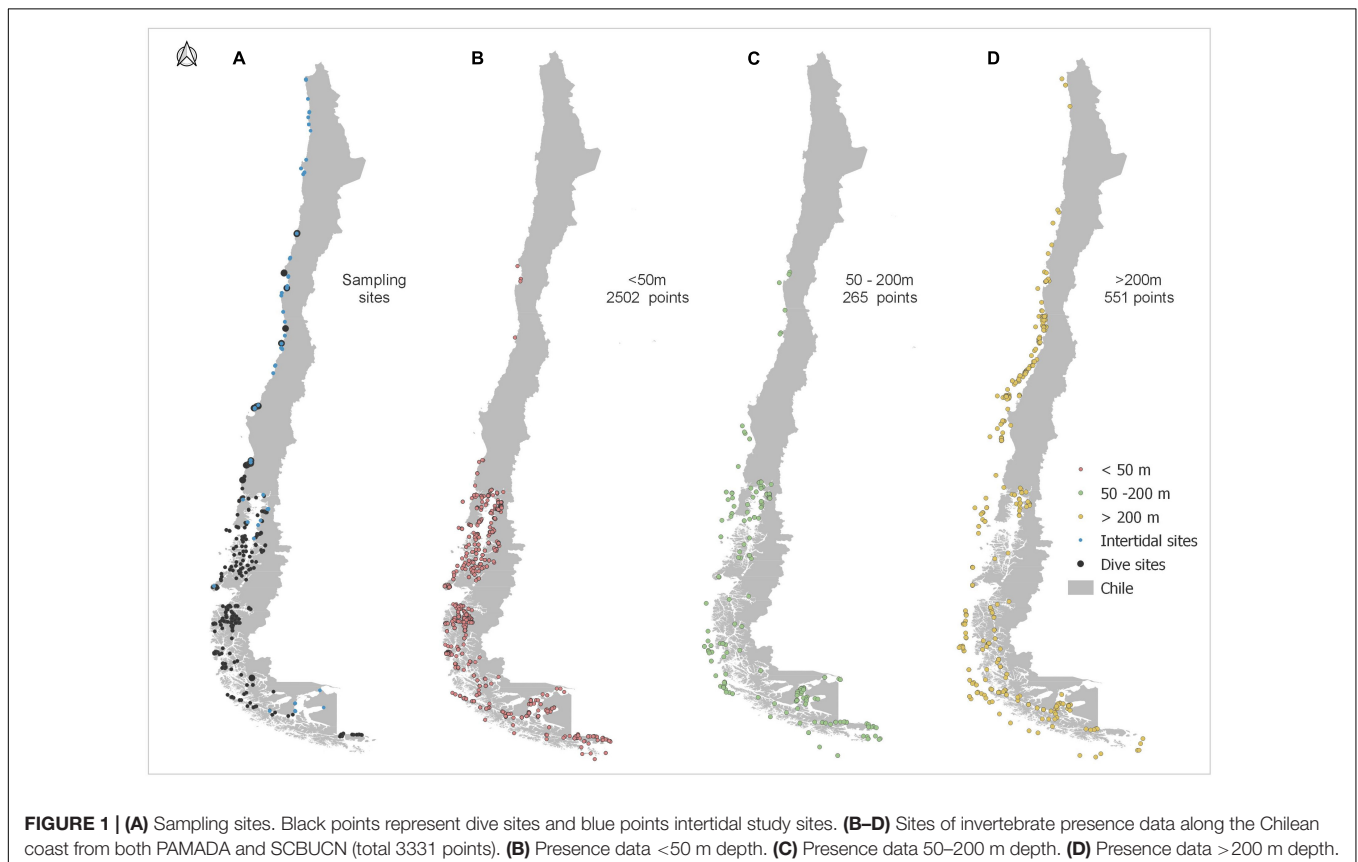 A
B
C
D
Sampling
sites
<50m
2502 points
50 - 200m
265 points
>200m
551 points
< 50 m
50 -200 m
> 200 m
Intertidal sites
Dive sites
Chile
FIGURE 1 | (A) Sampling sites. Black points represent dive sites and blue points intertidal study sites. (B–D) Sites of invertebrate presence data along the Chilean
coast from both PAMADA and SCBUCN (total 3331 points). (B) Presence data <50 m depth. (C) Presence data 50–200 m depth. (D) Presence data >200 m depth.